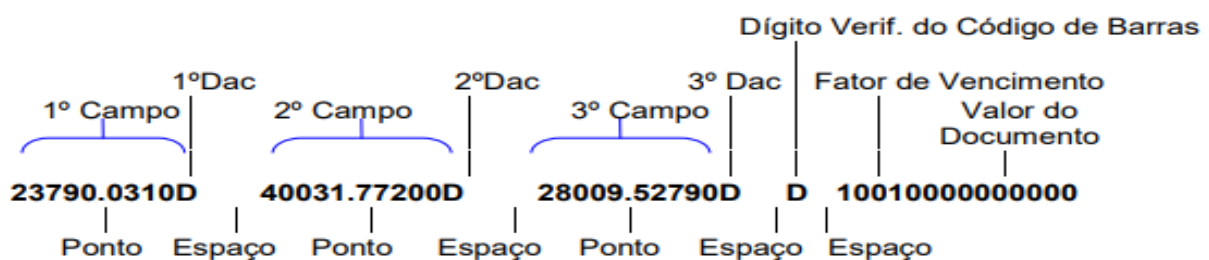 Dígito Verif. do Código de Barras
1ºDac 2ºDac 3º Dac Fator de Vencimento
1º Campo 2º Campo 3º Campo Valor do
Documento
23790.0310D 40031.77200D 28009.52790D D 10010000000000
Ponto Espaço Ponto Espaço Ponto Espaço Espaço